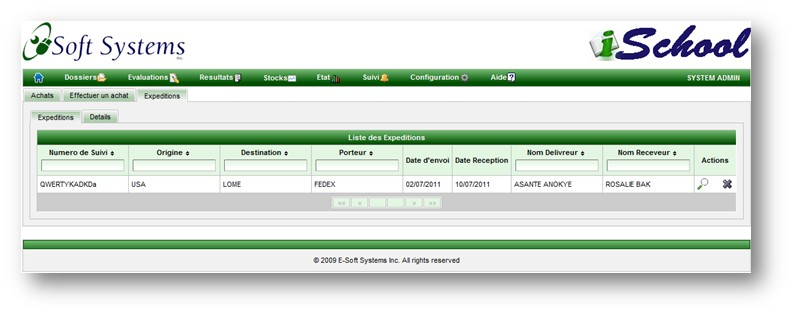 eSoft Systems Inc.
iSchool
Dossiers Evaluations Resultats Stocks Etat Suivi Configuration Aide SYSTEM ADMIN
Achats Effectuer un achat Expeditions
Expeditions Details
Liste des Expeditions
Numero de Suivi Origine Destination Porteur Date d'envoi Date Reception Nom Delivreur Nom Receveur Actions
QWERTYKADKDa USA LOME FEDEX 02/07/2011 10/07/2011 ASANTE ANOKYE ROSALIE BAK
«« « » »»
© 2009 E-Soft Systems Inc. All rights reserved